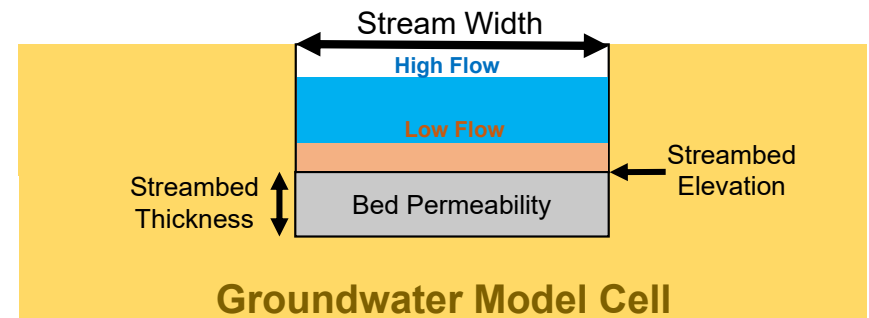 Stream Width
High Flow
Low Flow
Streambed
Elevation
Streambed
Thickness
Bed Permeability
Groundwater Model Cell